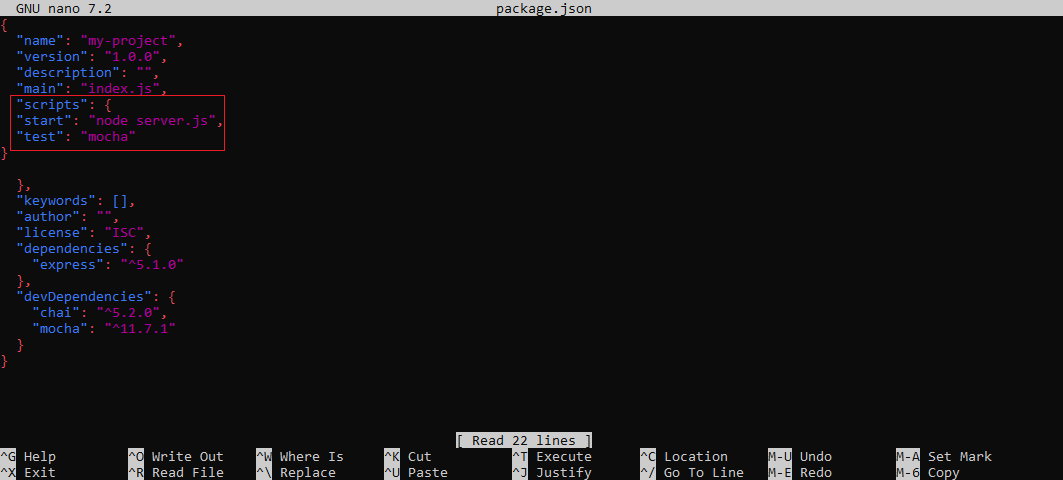 GNU nano 7.2 package.json
{
"name": "my-project",
"version": "1.0.0",
"description": "",
"main": "index.js",
"scripts": {
"start": "node server.js",
"test": "mocha"
}
},
"keywords": [],
"author": "",
"license": "ISC",
"dependencies": {
"express": "^5.1.0"
},
"devDependencies": {
"chai": "^5.2.0",
"mocha": "^11.7.1"
}
}
[ Read 22 lines ]
^G Help ^O Write Out ^W Where Is ^K Cut ^T Execute ^C Location M-U Undo M-A Set Mark
^X Exit ^R Read File ^\ Replace ^U Paste ^J Justify ^/ Go To Line M-E Redo M-6 Copy